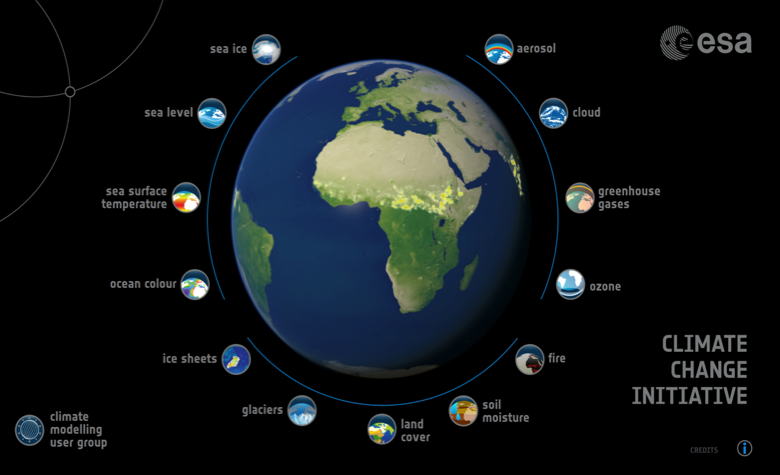 sea ice
aerosol
esa
sea level
cloud
sea surface
temperature
greenhouse
gases
ocean colour
ozone
ice sheets
fire
CLIMATE
CHANGE
INITIATIVE
glaciers
soil
moisture
land
cover
climate
modelling
user group
CREDITS
i